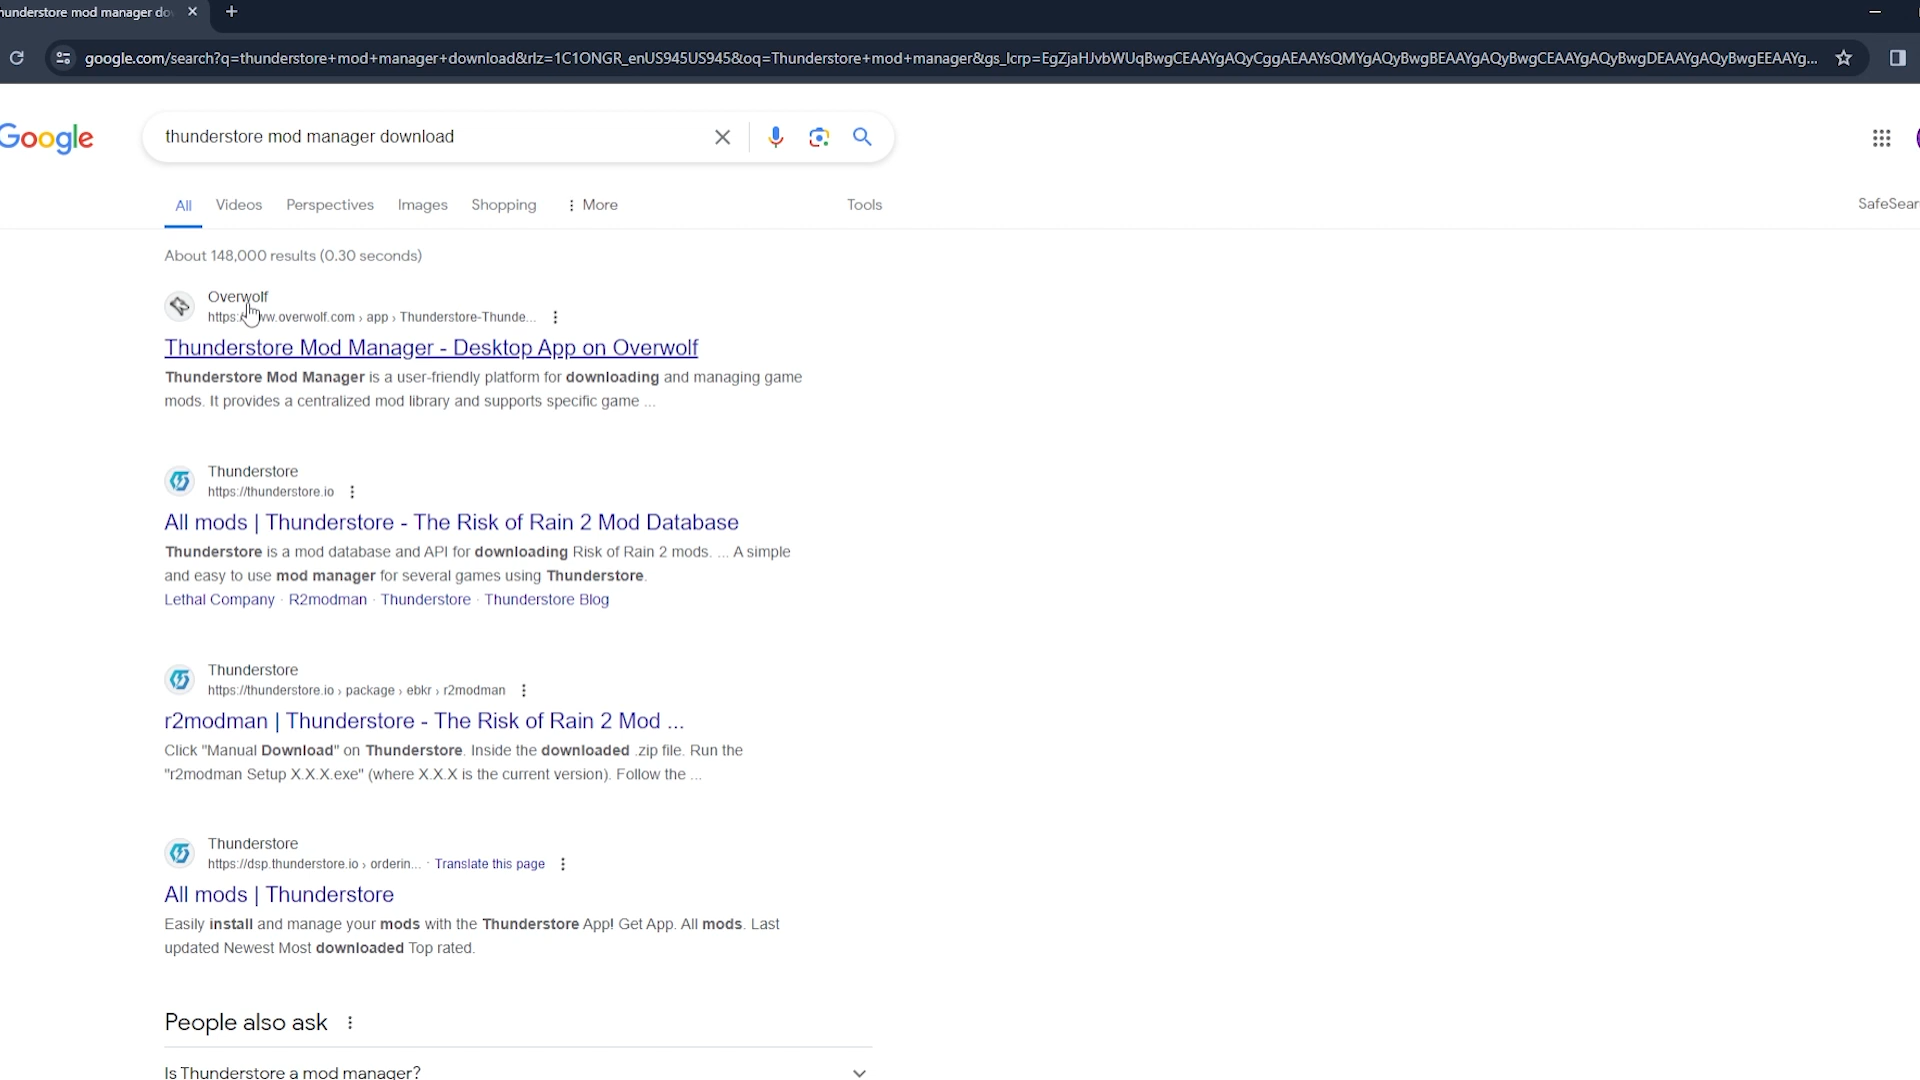 hunderstore mod manager do
google.com/search?q=thunderstore+mod+manager+download&rlz=1C1ONGR_enUS945US945&oq=Thunderstore+mod+manager&gs_lcrp=EgZjaHJvbWUqBwgCEAAYgAQyCggAEAAYsQMYgAQyBwgBEAAYgAQyBwgCEAAYgAQyBwgDEAAYgAQyBwgEEAAYg...
Google
thunderstore mod manager download
All Videos Perspectives Images Shopping More Tools
SafeSear
About 148,000 results (0.30 seconds)
Overwolf
www.overwolf.com › app › Thunderstore-Thunde...
Thunderstore Mod Manager - Desktop App on Overwolf
Thunderstore Mod Manager is a user-friendly platform for downloading and managing game
mods. It provides a centralized mod library and supports specific game ...
Thunderstore
https://thunderstore.io
All mods | Thunderstore - The Risk of Rain 2 Mod Database
Thunderstore is a mod database and API for downloading Risk of Rain 2 mods. ... A simple
and easy to use mod manager for several games using Thunderstore.
Lethal Company · R2modman · Thunderstore · Thunderstore Blog
Thunderstore
https://thunderstore.io › package › ebkr › r2modman
r2modman | Thunderstore - The Risk of Rain 2 Mod ...
Click "Manual Download" on Thunderstore. Inside the downloaded .zip file. Run the
"r2modman Setup X.X.X.exe" (where X.X.X is the current version). Follow the ...
Thunderstore
https://dsp.thunderstore.io › orderin... · Translate this page
All mods | Thunderstore
Easily install and manage your mods with the Thunderstore App! Get App. All mods. Last
updated Newest Most downloaded Top rated.
People also ask
Is Thunderstore a mod manager?